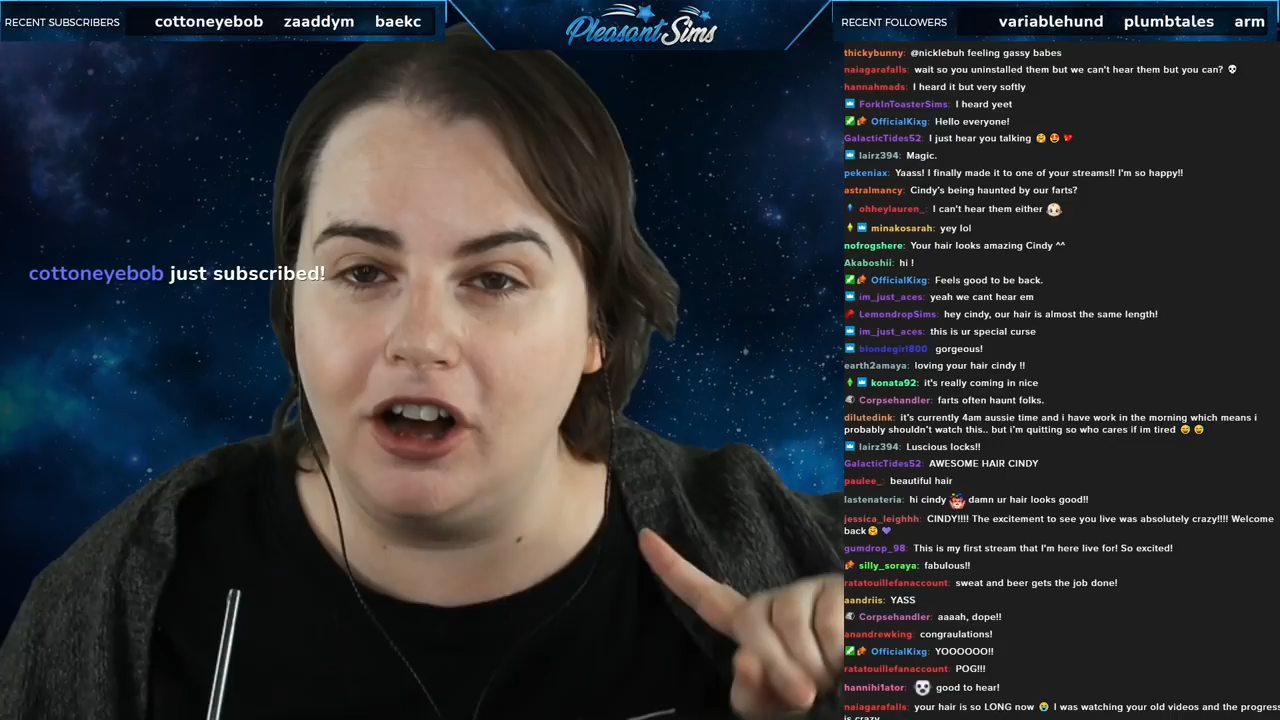 RECENT SUBSCRIBERS cottoneyebob zaaddym baekc
PleasantSims
RECENT FOLLOWERS variablehund plumbtales arm
cottoneyebob just subscribed!
thickybunny: @nicklebuh feeling gassy babes
naiagarafalls: wait so you uninstalled them but we can't hear them but you can? 💀
hannahmads: I heard it but very softly
ForkInToasterSims: I heard yeet
OfficialKixg: Hello everyone!
GalacticTides52: I just hear you talking
lairz394: Magic.
pekeniax: Yaass! I finally made it to one of your streams!! I'm so happy!!
astralmancy: Cindy's being haunted by our farts?
ohheylauren_: I can't hear them either
minakosarah: yey lol
nofrogshere: Your hair looks amazing Cindy ^^
Akaboshii: hi !
OfficialKixg: Feels good to be back.
im_just_aces: yeah we cant hear em
LemondropSims: hey cindy, our hair is almost the same length!
im_just_aces: this is ur special curse
blondegirl800: gorgeous!
earth2amaya: loving your hair cindy !!
konata92: it's really coming in nice
Corpsehandler: farts often haunt folks.
dilutedink: it's currently 4am aussie time and i have work in the morning which means i
probably shouldn't watch this.. but i'm quitting so who cares if im tired 😅 😅
lairz394: Luscious locks!!
GalacticTides52: AWESOME HAIR CINDY
paulee_: beautiful hair
lastenateria: hi cindy damn ur hair looks good!!
jessica_leighhh: CINDY!!!! The excitement to see you live was absolutely crazy!!!! Welcome
back🤗 💜
gumdrop_98: This is my first stream that I'm here live for! So excited!
silly_soraya: fabulous!!
ratatouillefanaccount: sweat and beer gets the job done!
aandriis: YASS
Corpsehandler: aaaah, dope!!
anandrewking: congraulations!
OfficialKixg: YOOOOOO!!
ratatouillefanaccount: POG!!!
hannihi1ator: good to hear!
naiagarafalls: your hair is so LONG now 😭 I was watching your old videos and the progress
is crazy